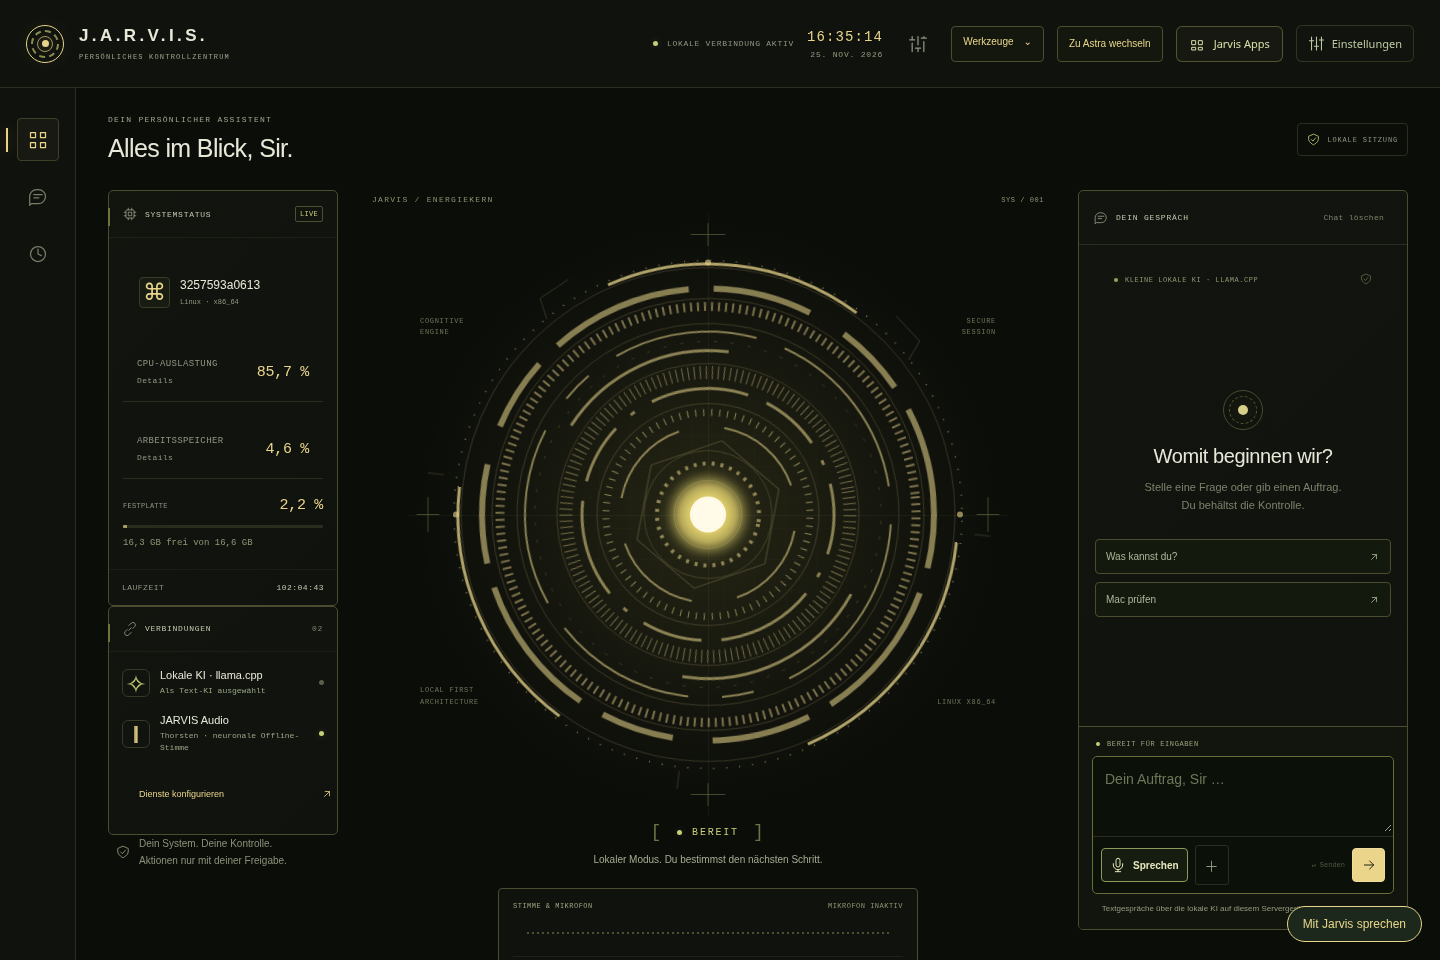 J.A.R.V.I.S.
PERSÖNLICHES KONTROLLZENTRUM
LOKALE VERBINDUNG AKTIV
16:35:14
25. NOV. 2026
Werkzeuge
Zu Astra wechseln
Jarvis Apps
Einstellungen
DEIN PERSÖNLICHER ASSISTENT
Alles im Blick, Sir.
LOKALE SITZUNG
SYSTEMSTATUS
LIVE
3257593a0613
Linux · x86_64
CPU-AUSLASTUNG
Details
85,7 %
ARBEITSSPEICHER
Details
4,6 %
FESTPLATTE
2,2 %
16,3 GB frei von 16,6 GB
LAUFZEIT
102:04:43
VERBINDUNGEN
02
Lokale KI · llama.cpp
Als Text-KI ausgewählt
JARVIS Audio
Thorsten · neuronale Offline-
Stimme
Dienste konfigurieren
Dein System. Deine Kontrolle.
Aktionen nur mit deiner Freigabe.
JARVIS / ENERGIEKERN
SYS / 001
COGNITIVE
ENGINE
SECURE
SESSION
LOCAL FIRST
ARCHITECTURE
LINUX X86_64
[ BEREIT ]
Lokaler Modus. Du bestimmst den nächsten Schritt.
STIMME & MIKROFON
MIKROFON INAKTIV
DEIN GESPRÄCH
Chat löschen
KLEINE LOKALE KI · LLAMA.CPP
Womit beginnen wir?
Stelle eine Frage oder gib einen Auftrag.
Du behältst die Kontrolle.
Was kannst du?
Mac prüfen
BEREIT FÜR EINGABEN
Dein Auftrag, Sir …
Sprechen
↵ Senden
Textgespräche über die lokale KI auf diesem
Mit Jarvis sprechen